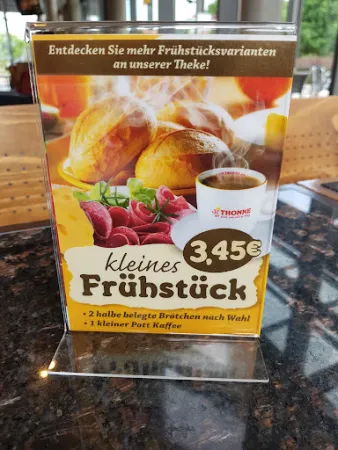 Entdecken Sie mehr Frühstücksvarianten
an unserer Theke!
THONKE
3,45€
kleines
Frühstück
• 2 halbe belegte Brötchen nach Wahl
• 1 kleiner Pott Kaffee